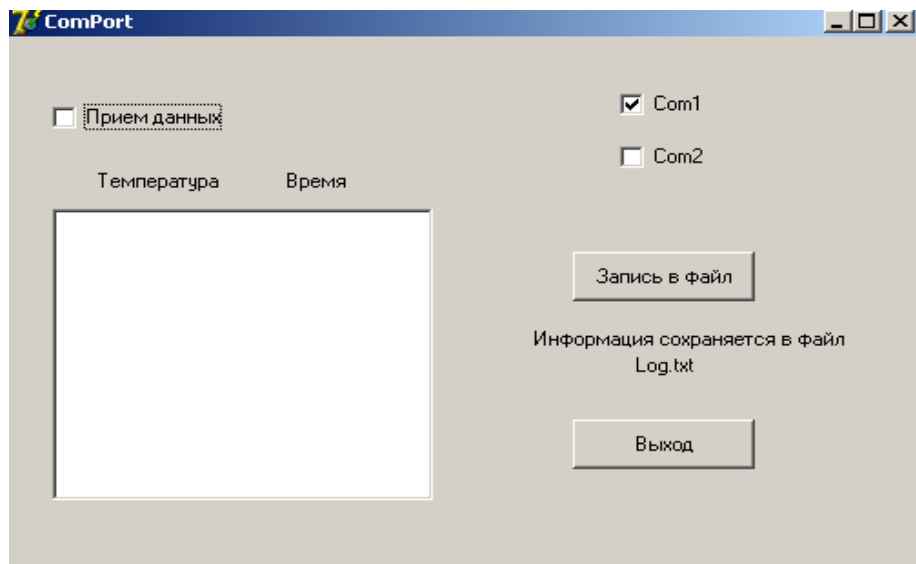 ComPort
Прием данных
Com1
Com2
Температура Время
Запись в файл
Информация сохраняется в файл
Log.txt
Выход